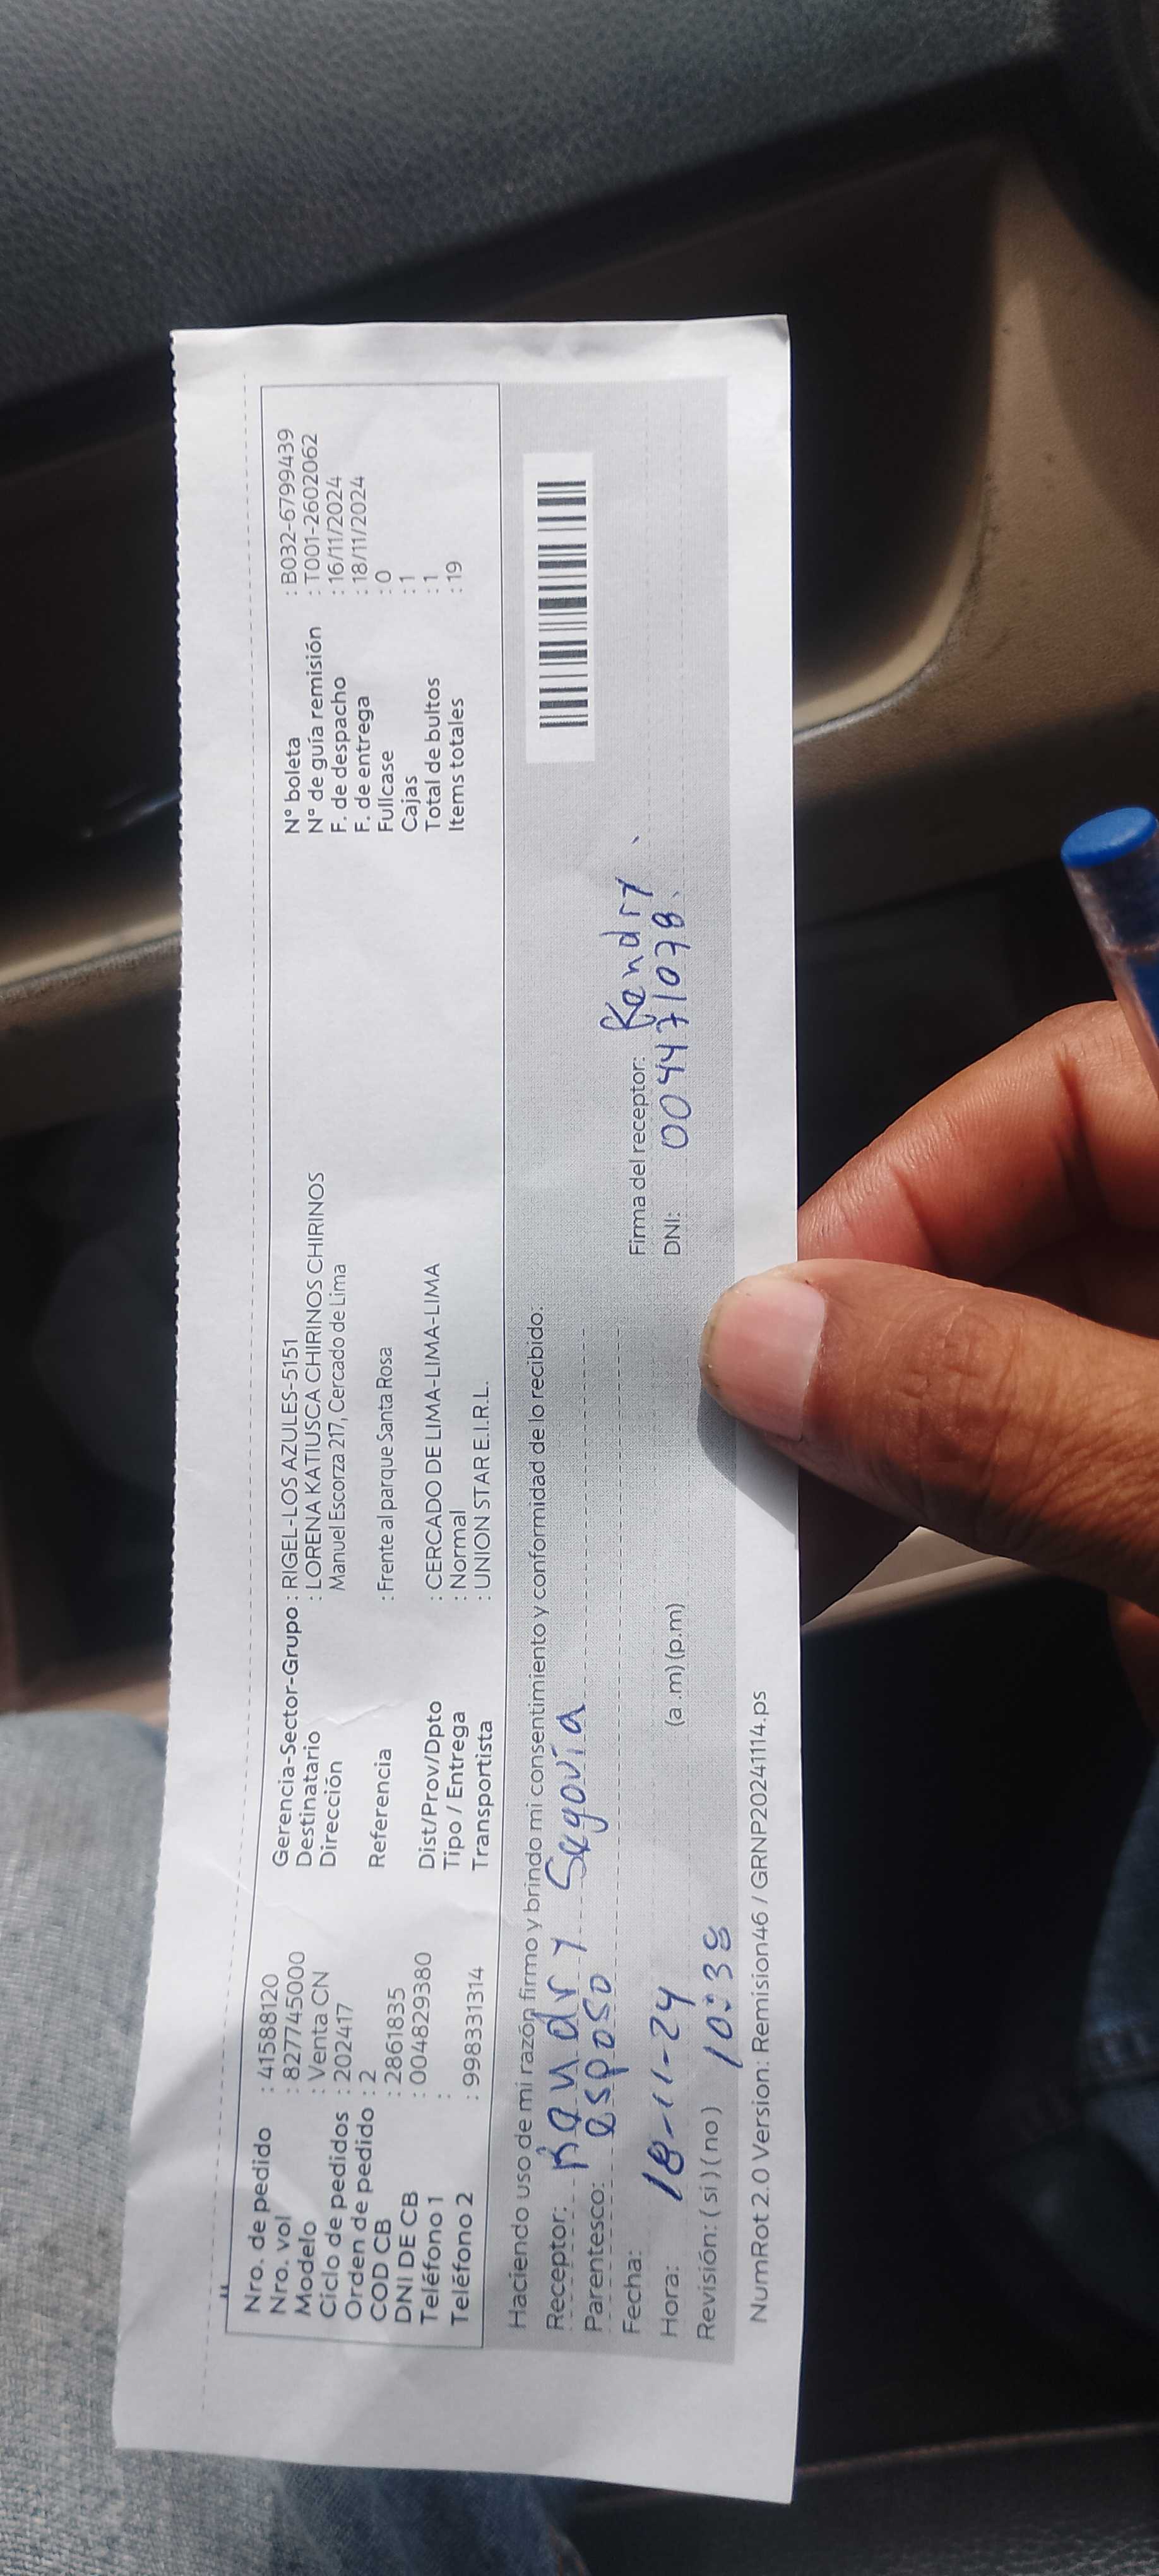 Nro. de pedido : 41588120
Nro. vol : 827745000
Modelo : Venta CN
Ciclo de pedidos : 202417
Orden de pedido : 2
COD CB : 2861835
DNI DE CB : 004829380
Teléfono 1 :
Teléfono 2 : 998331314
Gerencia-Sector-Grupo : RIGEL-LOS AZULES-5151
Destinatario : LORENA KATIUSCA CHIRINOS CHIRINOS
Dirección Manuel Escorza 217, Cercado de Lima
Referencia : Frente al parque Santa Rosa
Dist/Prov/Dpto : CERCADO DE LIMA-LIMA-LIMA
Tipo / Entrega : Normal
Transportista : UNION STAR E.I.R.L.
N° boleta : B032-6799439
N° de guía remisión : T001-2602062
F. de despacho : 16/11/2024
F. de entrega : 18/11/2024
Fullcase : 0
Cajas : 1
Total de bultos : 1
Items totales : 19
Haciendo uso de mi razón firmo y brindo mi consentimiento y conformidad de lo recibido:
Receptor: Kendry Segovia
Parentesco: esposo
Fecha: 18-11-24
Hora: 10:38 (a .m) (p.m)
Revisión: ( si ) ( no )
Firma del receptor: Kendry
DNI: 004471078
NumRot 2.0 Version: Remision46 / GRNP20241114.ps